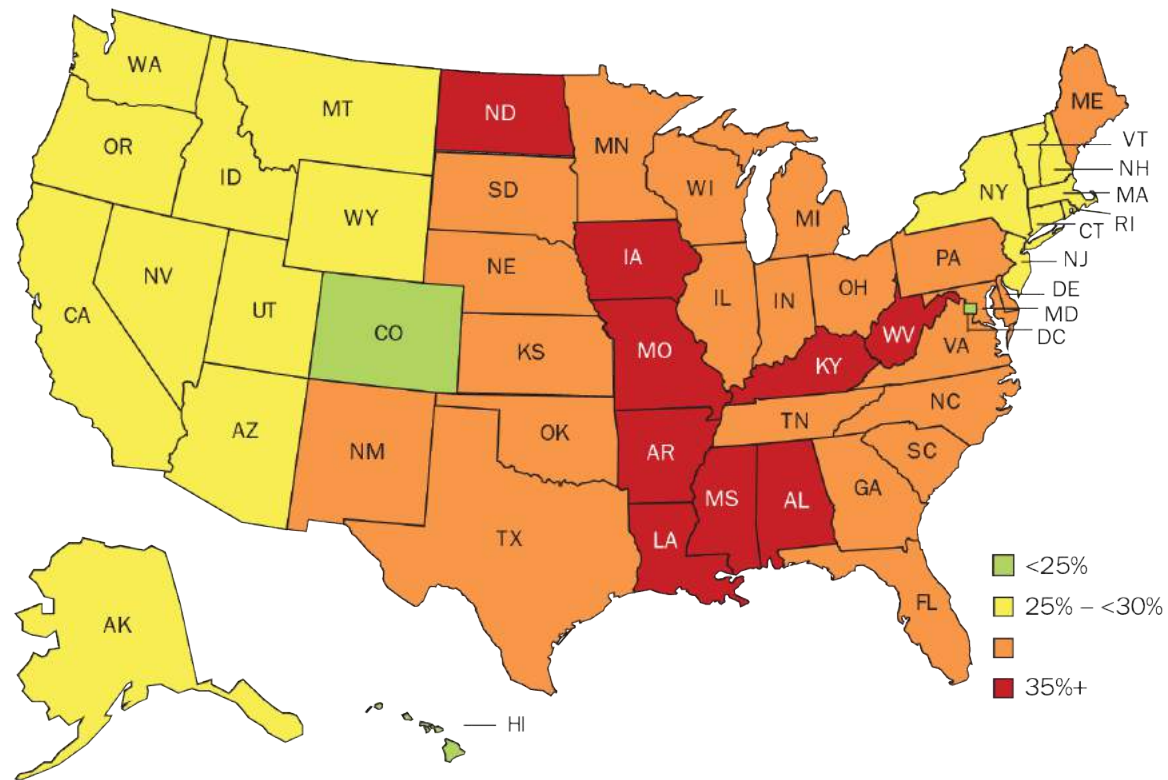 WA
MT
ND
MN
ME
VT
NH
OR
ID
SD
WI
MI
NY
MA
RI
CT
WY
NE
IA
PA
NJ
NV
UT
CO
IL
IN
OH
DE
MD
DC
CA
KS
MO
WV
VA
KY
AZ
NM
OK
AR
TN
NC
SC
MS
AL
GA
TX
LA
FL
AK
HI
<25%
25% – <30%
35%+